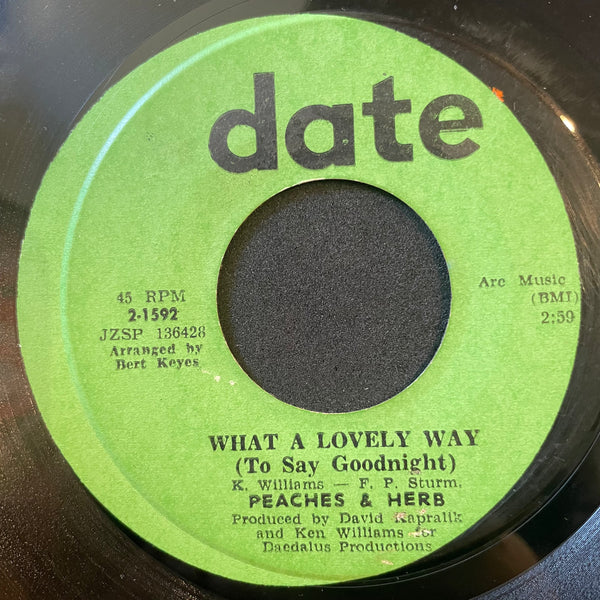 date
45 RPM
2-1592
JZSP 136428
Arranged by
Bert Keyes
Arc Music
(BMI)
2:59
WHAT A LOVELY WAY
(To Say Goodnight)
K. Williams — F. P. Sturm.
PEACHES & HERB
Produced by David Kapralik
and Ken Williams for
Daedalus Productions